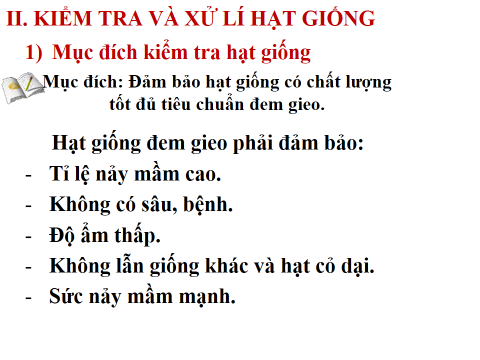 II. KIỂM TRA VÀ XỬ LÍ HẠT GIỐNG
1) Mục đích kiểm tra hạt giống
Mục đích: Đảm bảo hạt giống có chất lượng
tốt đủ tiêu chuẩn đem gieo.
Hạt giống đem gieo phải đảm bảo:
- Tỉ lệ nảy mầm cao.
- Không có sâu, bệnh.
- Độ ẩm thấp.
- Không lẫn giống khác và hạt cỏ dại.
- Sức nảy mầm mạnh.